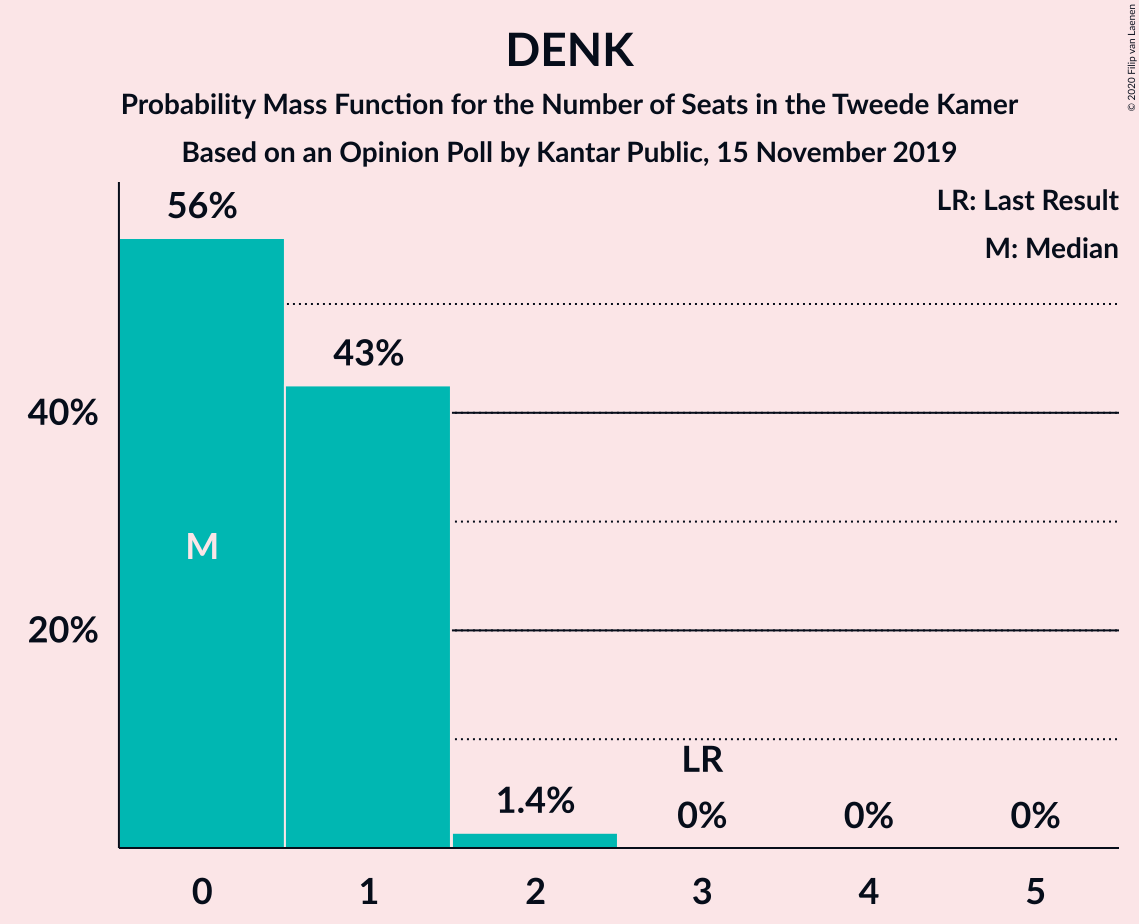 DENK
Probability Mass Function for the Number of Seats in the Tweede Kamer
Based on an Opinion Poll by Kantar Public, 15 November 2019
© 2020 Filip van Laenen
LR: Last Result
M: Median
56%
43%
40%
M
20%
LR
1.4%
0%
0%
0%
0
1
2
3
4
5